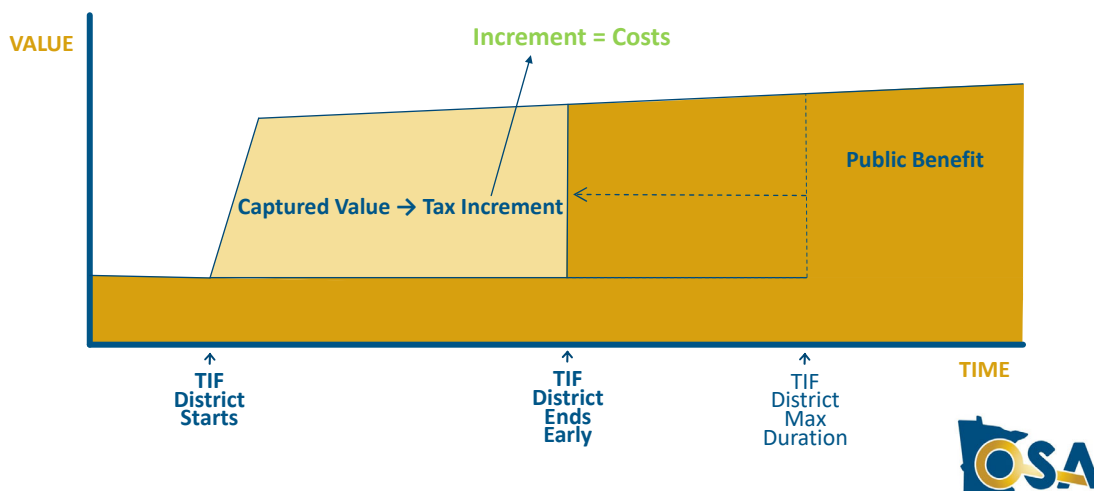 Increment = Costs
VALUE
Public Benefit
Captured Value → Tax Increment
TIME
TIF
District
Starts
TIF
District
Ends
Early
TIF
District
Max
Duration
OSA